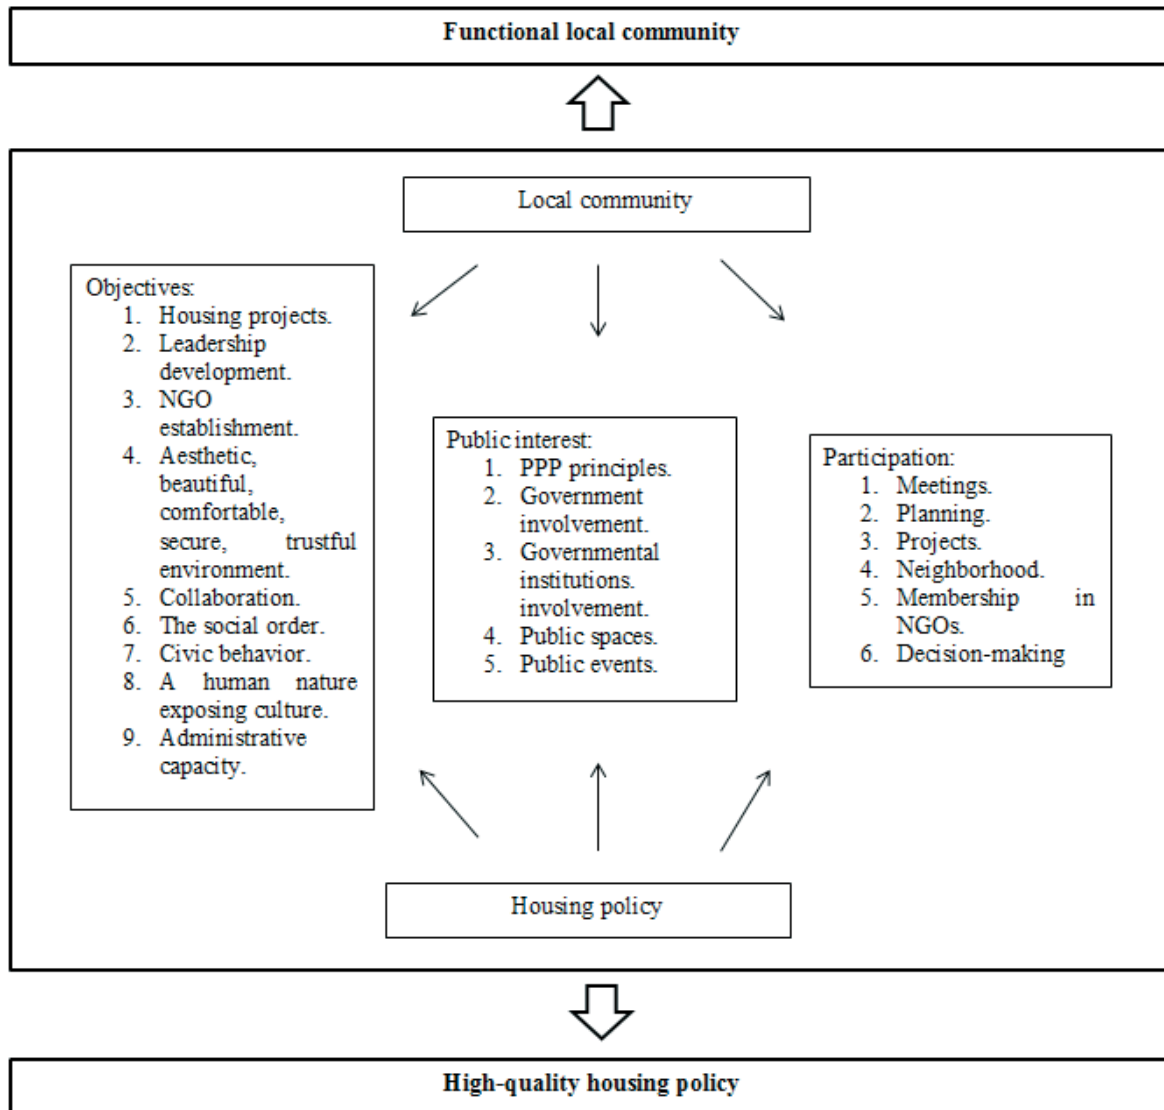 Functional local community
Local community
Objectives:
1. Housing projects.
2. Leadership
development.
3. NGO
establishment.
4. Aesthetic,
beautiful,
comfortable,
secure, trustful
environment.
5. Collaboration.
6. The social order.
7. Civic behavior.
8. A human nature
exposing culture.
9. Administrative
capacity.
Public interest:
1. PPP principles.
2. Government
involvement.
3. Governmental
institutions.
involvement.
4. Public spaces.
5. Public events.
Participation:
1. Meetings.
2. Planning.
3. Projects.
4. Neighborhood.
5. Membership in
NGOs.
6. Decision-making
Housing policy
High-quality housing policy